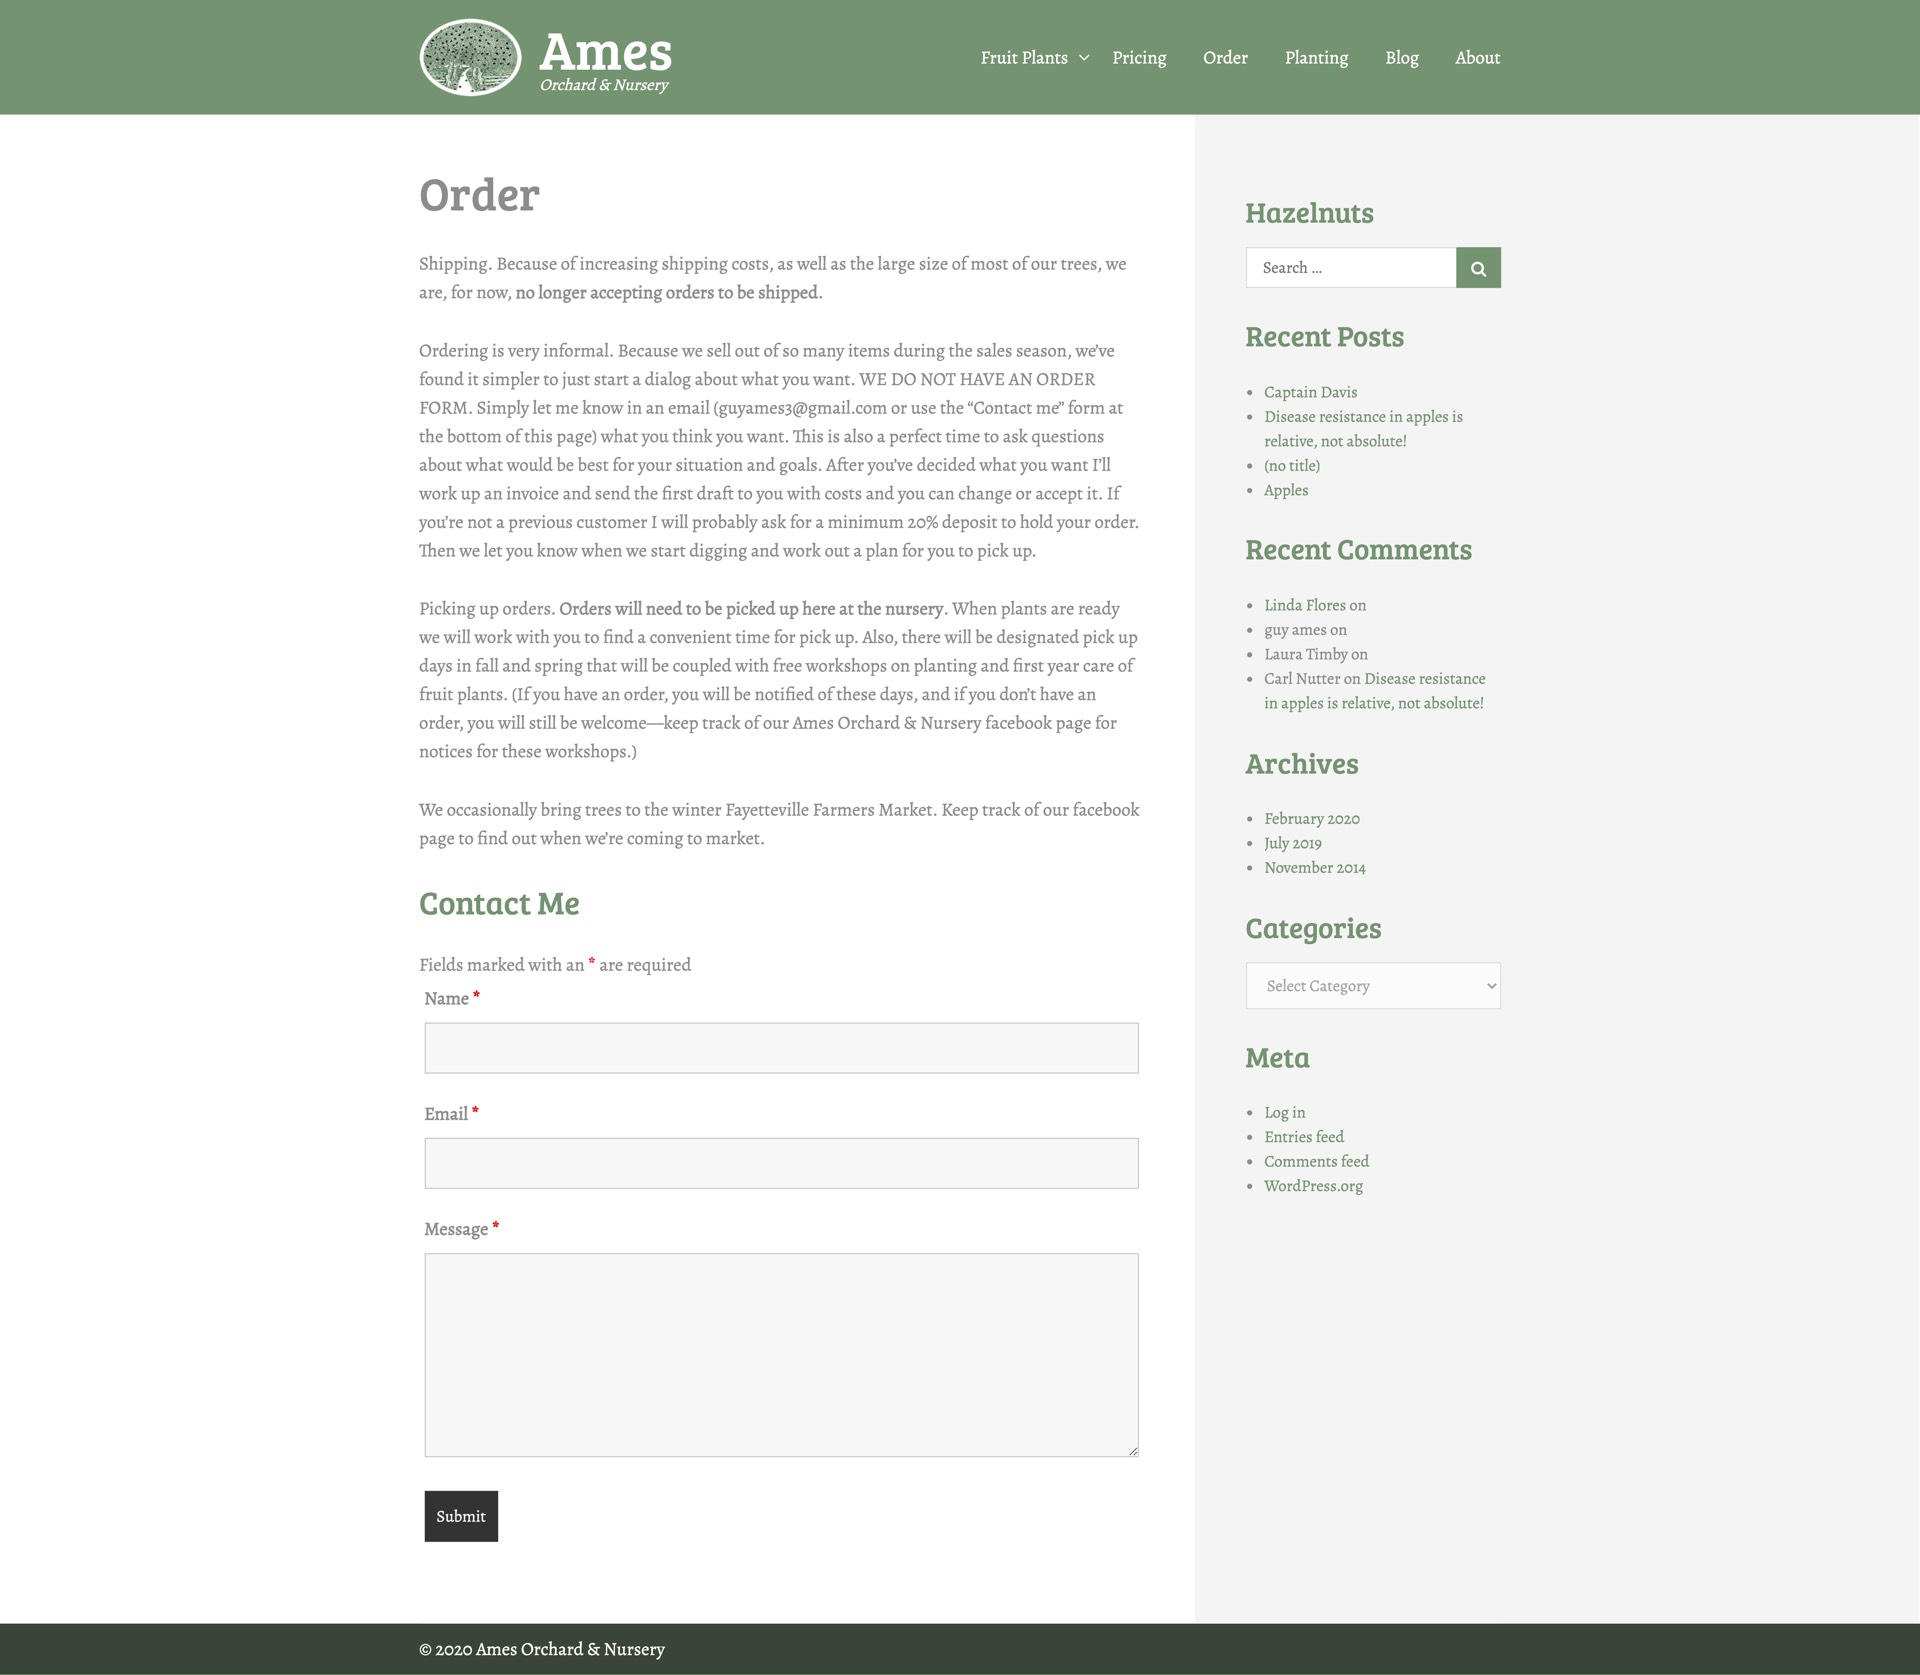 Ames
Orchard & Nursery
Fruit Plants
Pricing
Order
Planting
Blog
About
Order
Shipping. Because of increasing shipping costs, as well as the large size of most of our trees, we
are, for now, no longer accepting orders to be shipped.
Ordering is very informal. Because we sell out of so many items during the sales season, we’ve
found it simpler to just start a dialog about what you want. WE DO NOT HAVE AN ORDER
FORM. Simply let me know in an email (guyames3@gmail.com or use the “Contact me” form at
the bottom of this page) what you think you want. This is also a perfect time to ask questions
about what would be best for your situation and goals. After you’ve decided what you want I’ll
work up an invoice and send the first draft to you with costs and you can change or accept it. If
you’re not a previous customer I will probably ask for a minimum 20% deposit to hold your order.
Then we let you know when we start digging and work out a plan for you to pick up.
Picking up orders. Orders will need to be picked up here at the nursery. When plants are ready
we will work with you to find a convenient time for pick up. Also, there will be designated pick up
days in fall and spring that will be coupled with free workshops on planting and first year care of
fruit plants. (If you have an order, you will be notified of these days, and if you don’t have an
order, you will still be welcome—keep track of our Ames Orchard & Nursery facebook page for
notices for these workshops.)
We occasionally bring trees to the winter Fayetteville Farmers Market. Keep track of our facebook
page to find out when we’re coming to market.
Contact Me
Fields marked with an * are required
Name *
Email *
Message *
Submit
Hazelnuts
Search …
Recent Posts
Captain Davis
Disease resistance in apples is
relative, not absolute!
(no title)
Apples
Recent Comments
Linda Flores on
guy ames on
Laura Timby on
Carl Nutter on Disease resistance
in apples is relative, not absolute!
Archives
February 2020
July 2019
November 2014
Categories
Select Category
Meta
Log in
Entries feed
Comments feed
WordPress.org
© 2020 Ames Orchard & Nursery